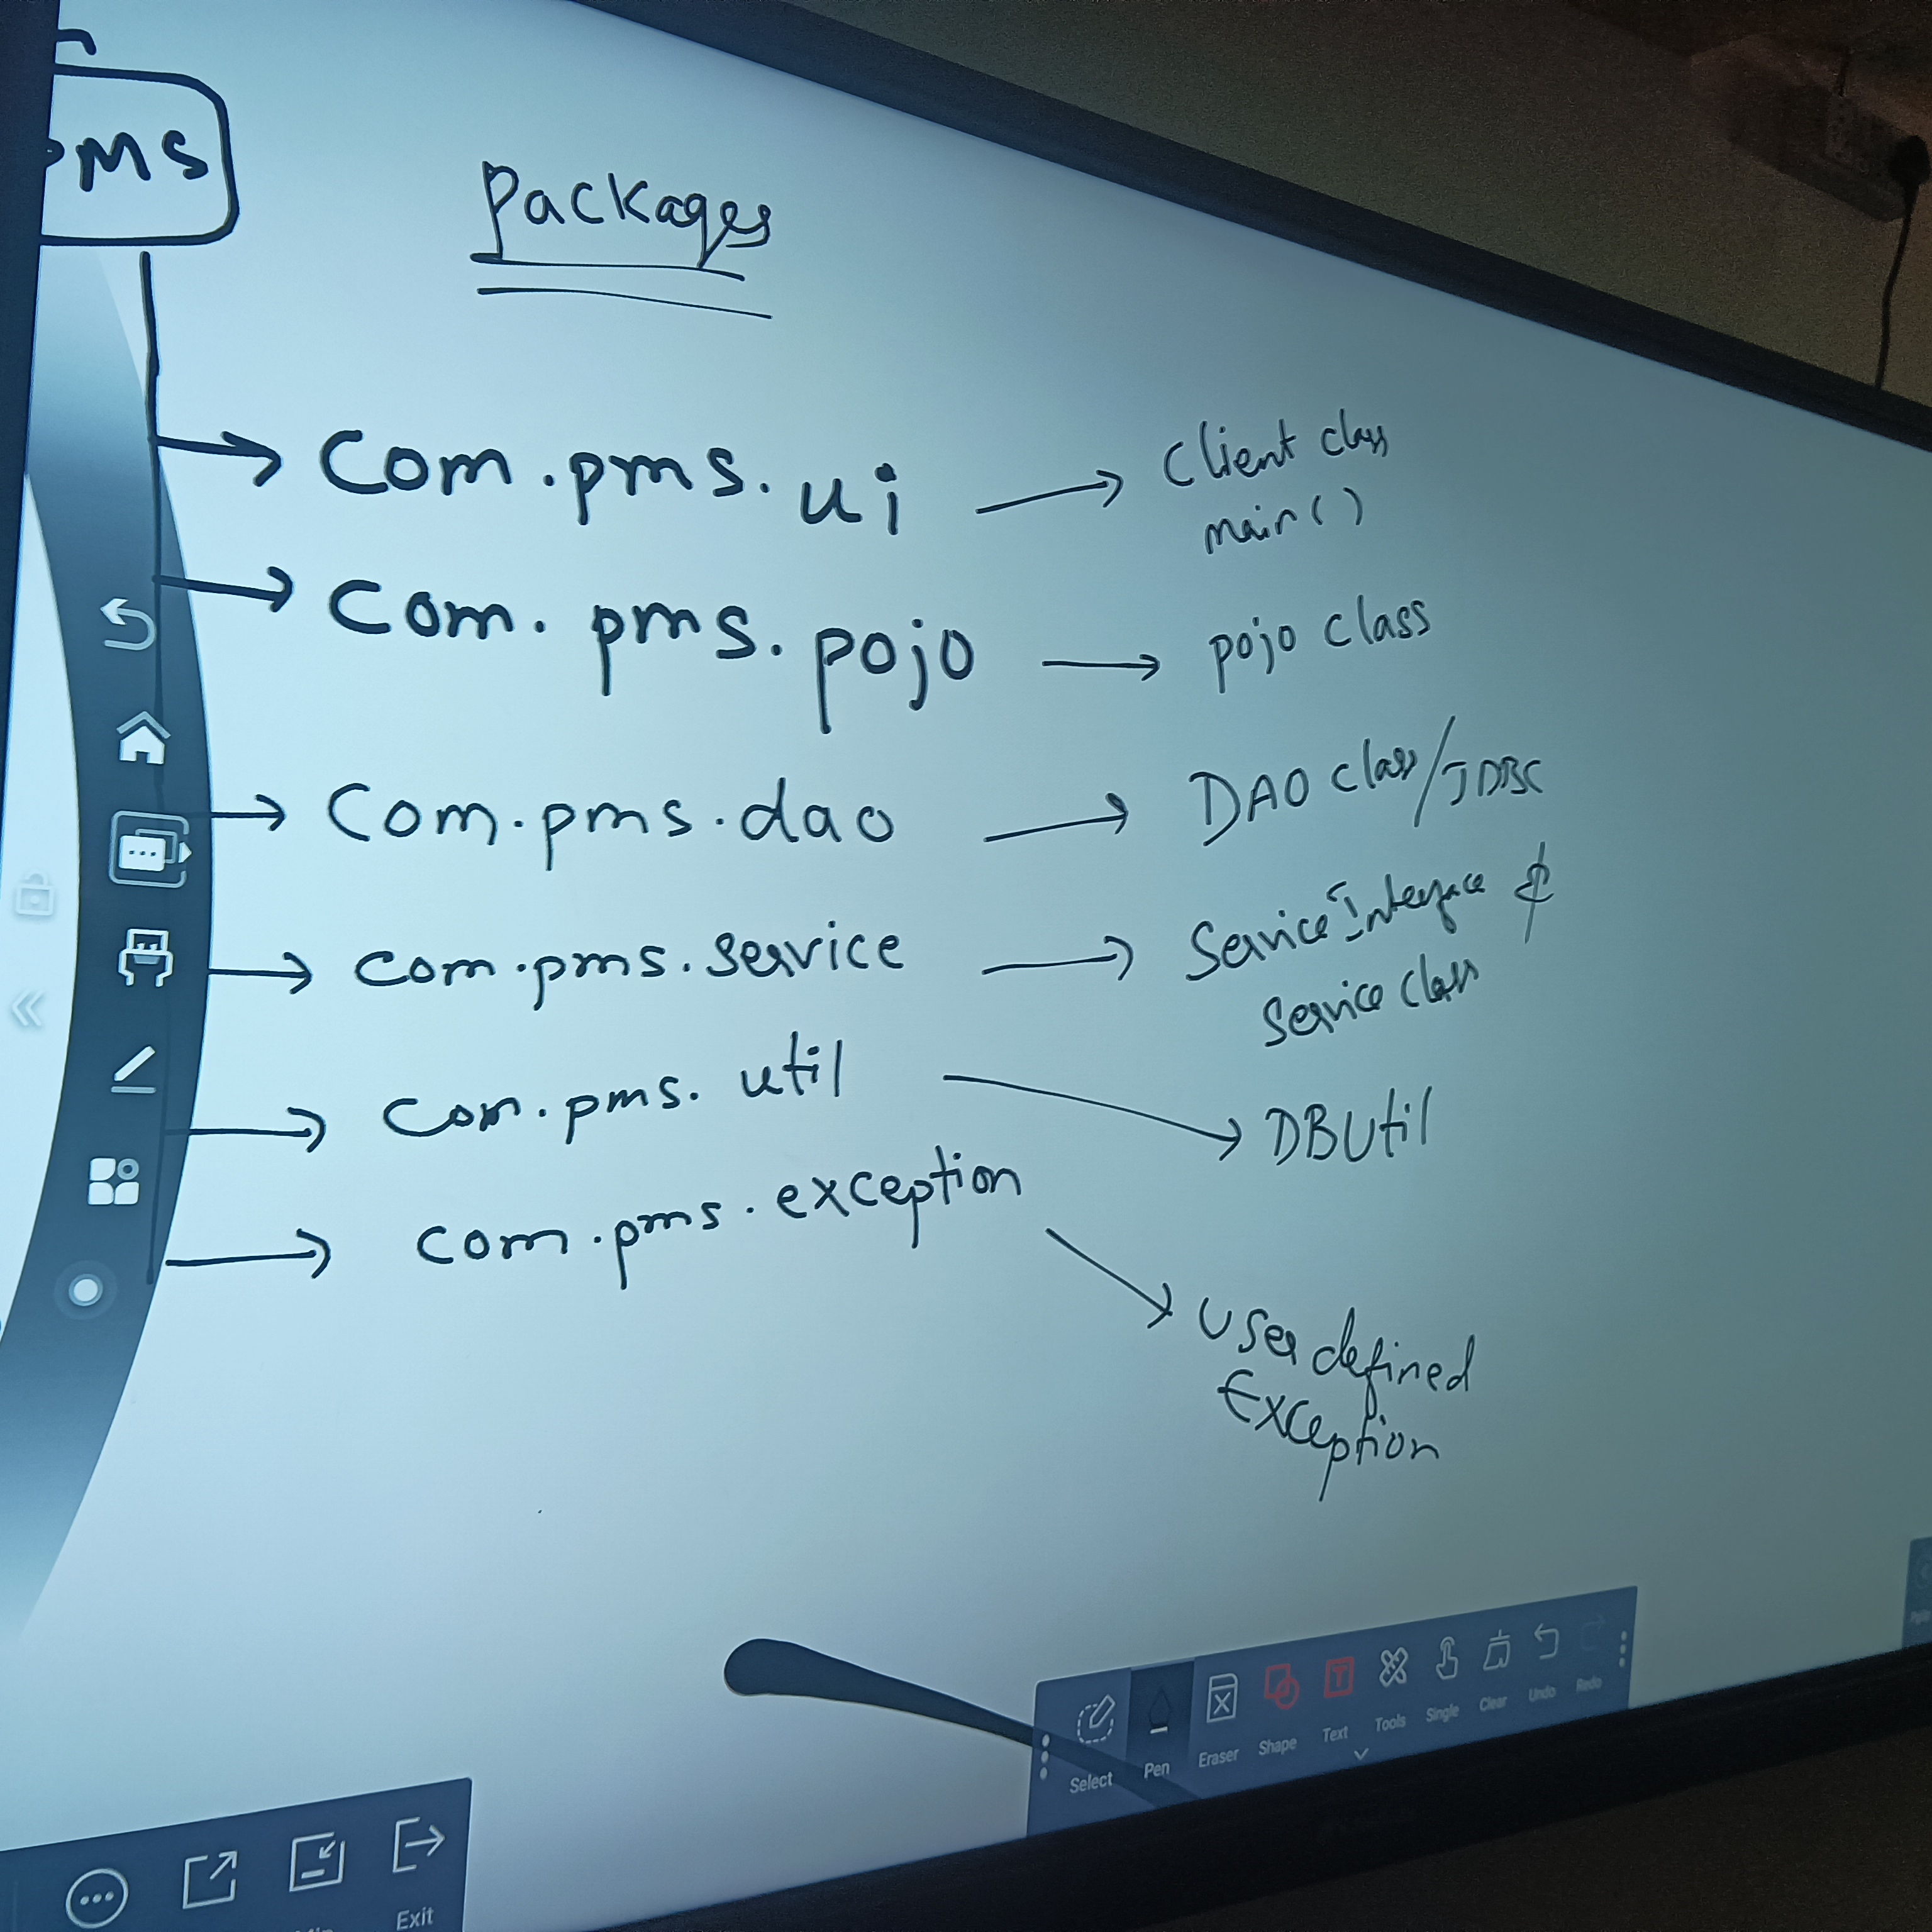 PMS
Packages
com.pms.ui
Client class
main()
com.pms.pojo
pojo class
com.pms.dao
DAO class/JDBC
com.pms.service
Service Interface &
Service class
com.pms.util
DBUtil
com.pms.exception
User defined
Exception
Select Pen Eraser Shape Text Tools Single Clear Undo Redo
Exit